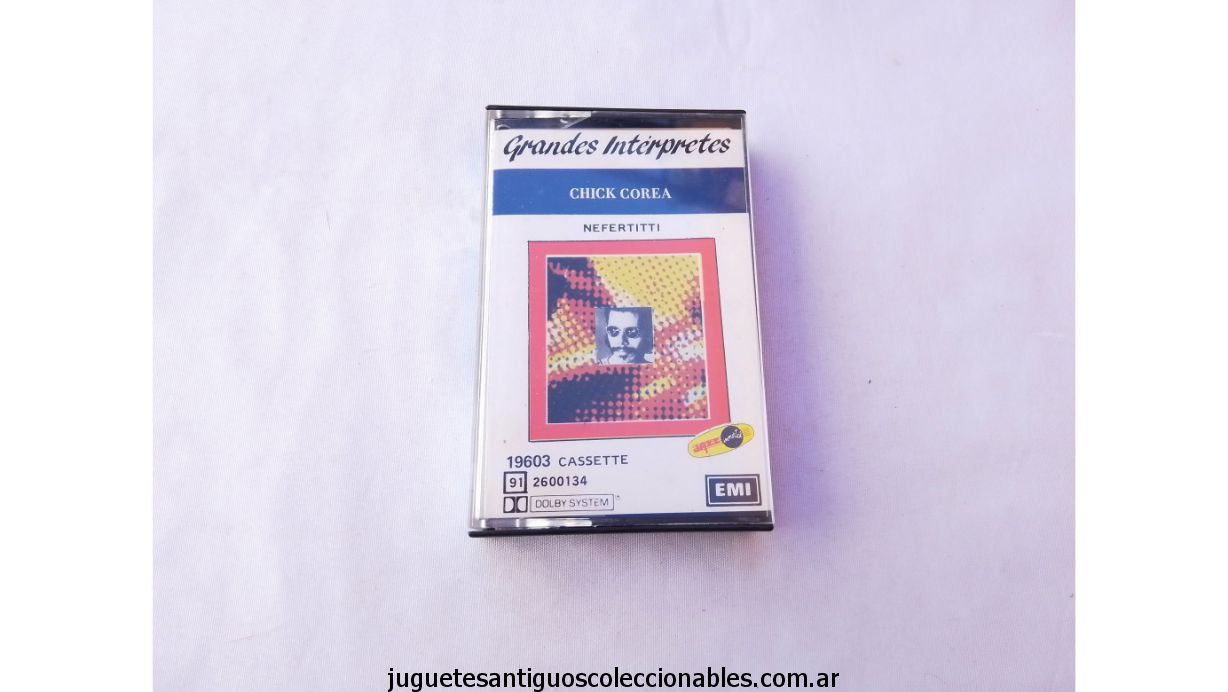 Grandes Intérpretes
CHICK COREA
NEFERTITTI
19603 CASSETTE
91 2600134
DOLBY SYSTEM
EMI
juguetesantiguoscoleccionables.com.ar